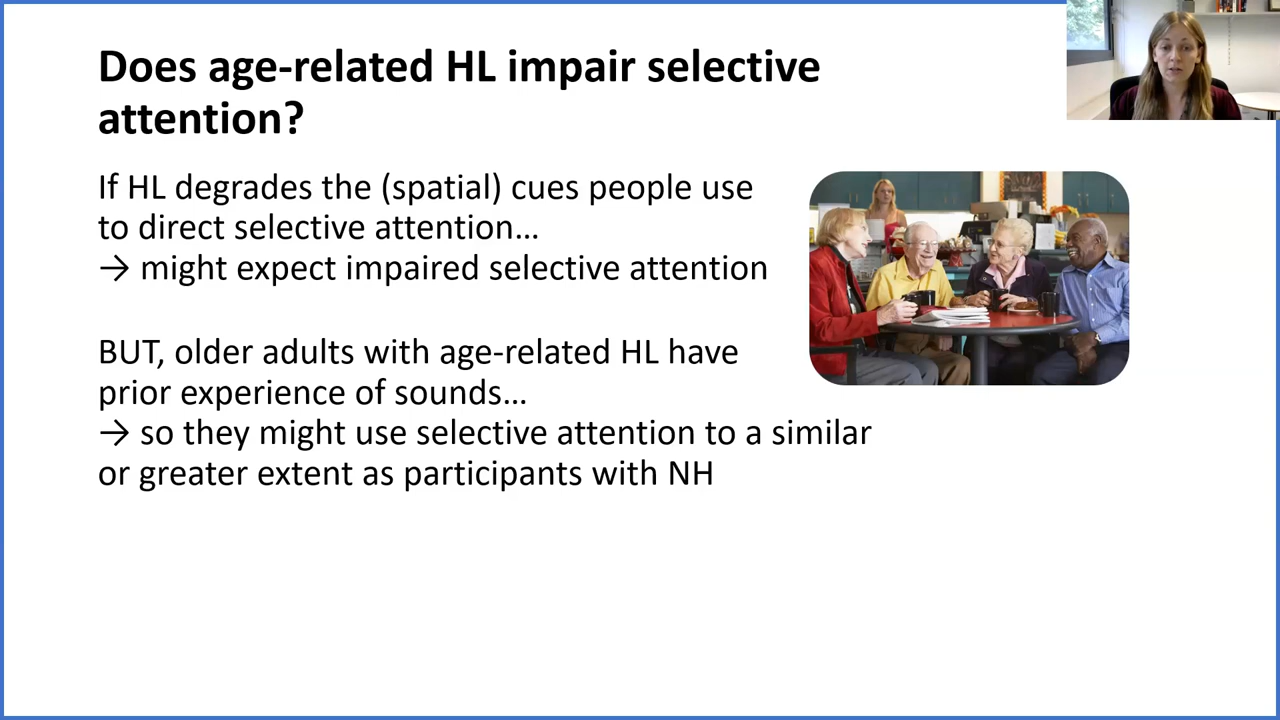 Does age-related HL impair selective
attention?
If HL degrades the (spatial) cues people use
to direct selective attention…
→ might expect impaired selective attention
BUT, older adults with age-related HL have
prior experience of sounds…
→ so they might use selective attention to a similar
or greater extent as participants with NH